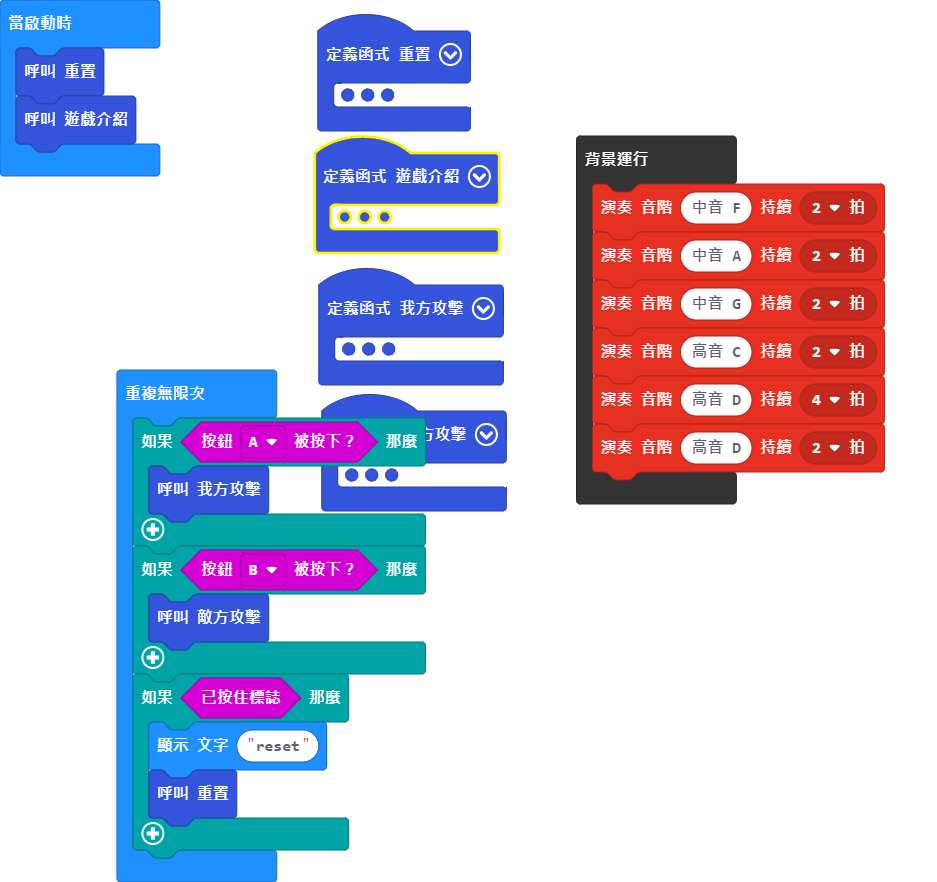 當啟動時
呼叫 重置
呼叫 遊戲介紹
定義函式 重置
定義函式 遊戲介紹
定義函式 我方攻擊
方攻擊
重複無限次
如果 按鈕 A 被按下？ 那麼
呼叫 我方攻擊
如果 按鈕 B 被按下？ 那麼
呼叫 敵方攻擊
如果 已按住標誌 那麼
顯示 文字 "reset"
呼叫 重置
背景運行
演奏 音階 中音 F 持續 2 拍
演奏 音階 中音 A 持續 2 拍
演奏 音階 中音 G 持續 2 拍
演奏 音階 高音 C 持續 2 拍
演奏 音階 高音 D 持續 4 拍
演奏 音階 高音 D 持續 2 拍